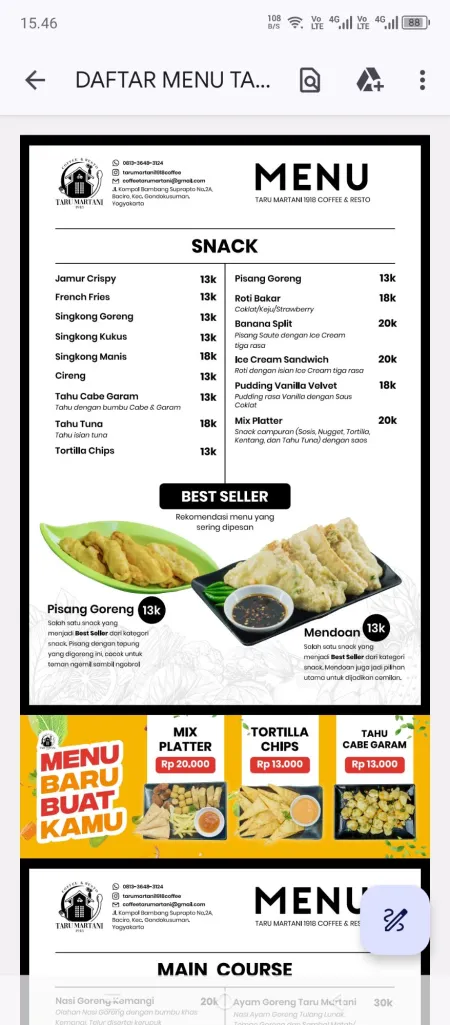 15.46
108
B/S
Vo
LTE
4G
Vo
LTE
4G
88
DAFTAR MENU TA...
COFFEE & RESTO
TARU MARTANI
1918
0813-3649-3124
tarumartani1918coffee
coffeetarumartani@gmail.com
Jl. Kompol Bambang Suprapto No.2A,
Baciro, Kec. Gondokusuman,
Yogyakarta
MENU
TARU MARTANI 1918 COFFEE & RESTO
SNACK
Jamur Crispy 13k
French Fries 13k
Singkong Goreng 13k
Singkong Kukus 13k
Singkong Manis 18k
Cireng 13k
Tahu Cabe Garam 13k
Tahu dengan bumbu Cabe & Garam
Tahu Tuna 18k
Tahu isian tuna
Tortilla Chips 13k
Pisang Goreng 13k
Roti Bakar 18k
Coklat/Keju/Strawberry
Banana Split 20k
Pisang Saute dengan Ice Cream
tiga rasa
Ice Cream Sandwich 20k
Roti dengan isian Ice Cream tiga rasa
Pudding Vanilla Velvet 18k
Pudding rasa Vanilla dengan Saus
Coklat
Mix Platter 20k
Snack campuran (Sosis, Nugget, Tortilla,
Kentang, dan Tahu Tuna) dengan saos
BEST SELLER
Rekomendasi menu yang
sering dipesan
Pisang Goreng 13k
Salah satu snack yang
menjadi Best Seller dari kategori
snack. Pisang dengan tepung
yang digoreng ini, cocok untuk
teman ngemil sambil ngobrol
Mendoan 13k
Salah satu snack yang
menjadi Best Seller dari kategori
snack. Mendoan juga jadi pilihan
utama untuk dijadikan cemilan.
MENU
BARU
BUAT
KAMU
MIX
PLATTER
Rp 20,000
TORTILLA
CHIPS
Rp 13,000
TAHU
CABE GARAM
Rp 13,000
COFFEE & RESTO
TARU MARTANI
1918
0813-3649-3124
tarumartani1918coffee
coffeetarumartani@gmail.com
Jl. Kompol Bambang Suprapto No.2A,
Baciro, Kec. Gondokusuman,
Yogyakarta
MENU
TARU MARTANI 1918 COFFEE & RES
MAIN COURSE
Nasi Goreng Kemangi 20k
Olahan Nasi Goreng dengan bumbu khas
Kemangi. Telur disertai kerupuk
Ayam Goreng Taru Martani 30k
Nasi Ayam Goreng Tulang Lunak,